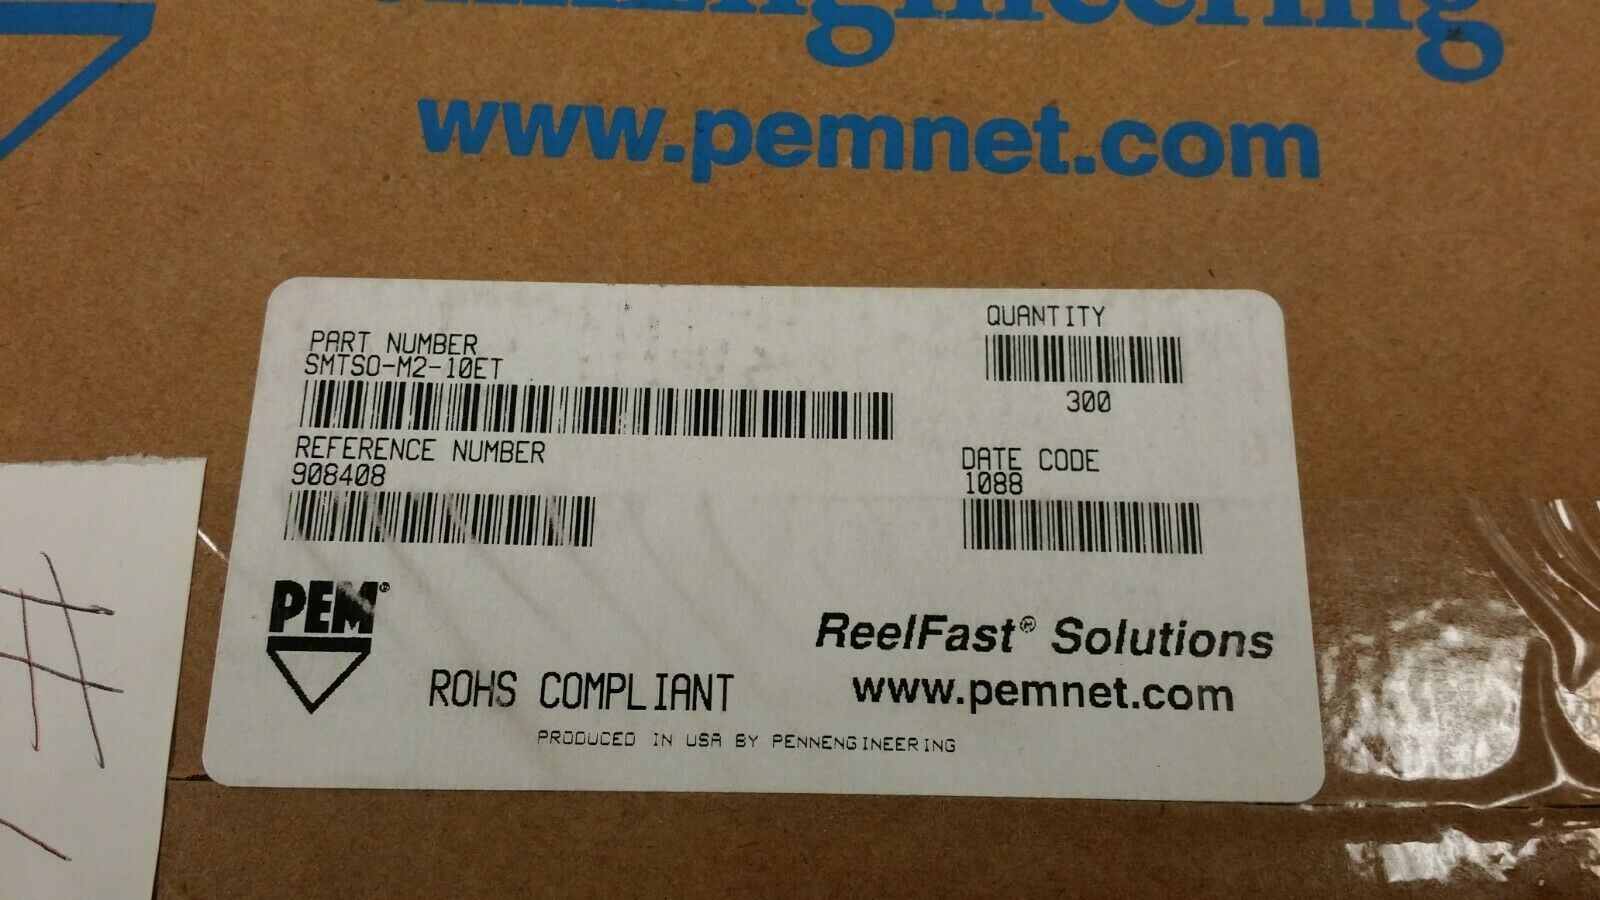 www.pemnet.com
PART NUMBER
SMTSO-M2-10ET
QUANTITY
300
REFERENCE NUMBER
908408
DATE CODE
1088
PEM®
ROHS COMPLIANT
ReelFast® Solutions
www.pemnet.com
PRODUCED IN USA BY PENNENGINEERING
#